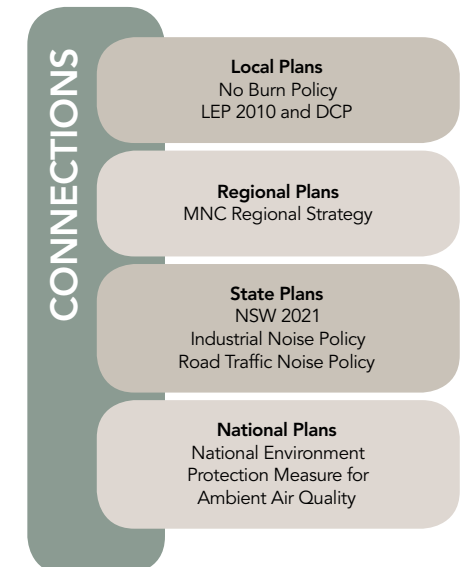 CONNECTIONS
Local Plans
No Burn Policy
LEP 2010 and DCP
Regional Plans
MNC Regional Strategy
State Plans
NSW 2021
Industrial Noise Policy
Road Traffic Noise Policy
National Plans
National Environment
Protection Measure for
Ambient Air Quality